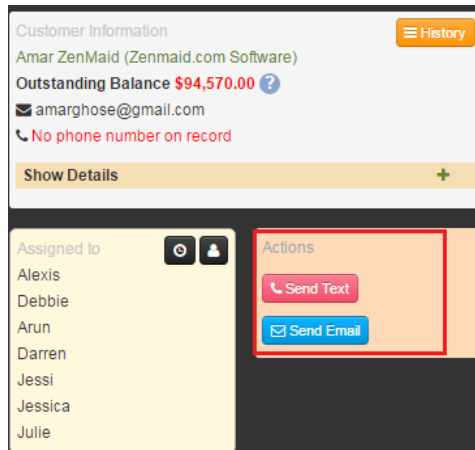 Customer Information
History
Amar ZenMaid (Zenmaid.com Software)
Outstanding Balance $94,570.00 ?
amarghose@gmail.com
No phone number on record
Show Details
Assigned to
Alexis
Debbie
Arun
Darren
Jessi
Jessica
Julie
Actions
Send Text
Send Email